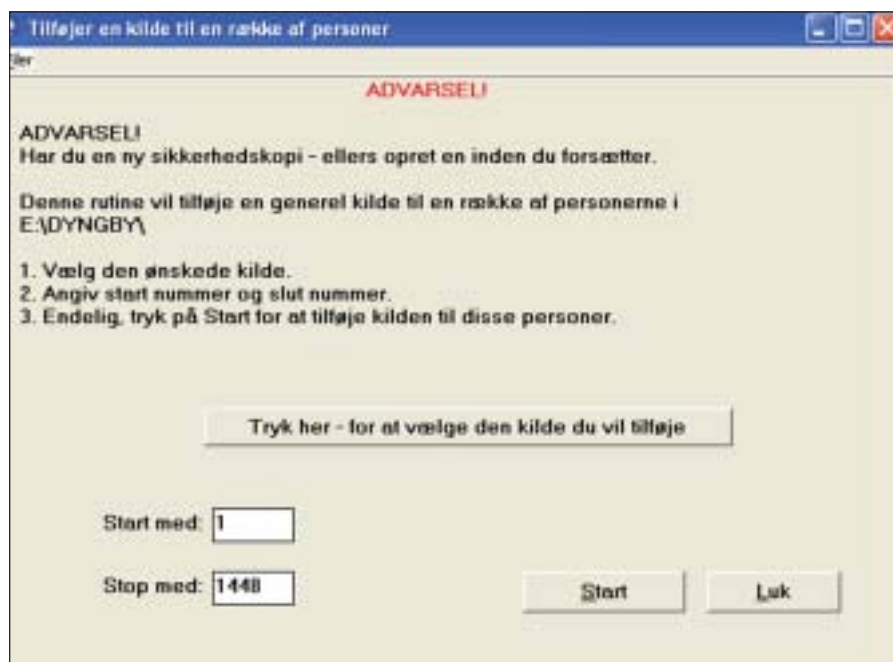 Tilføjer en kilde til en række af personer
ADVARSEL!
ADVARSEL!
Har du en ny sikkerhedskopi - ellers opret en inden du forsætter.
Denne rutine vil tilføje en generel kilde til en række af personerne i
E:\DYNGBY\
1. Vælg den ønskede kilde.
2. Angiv start nummer og slut nummer.
3. Endelig, tryk på Start for at tilføje kilden til disse personer.
Tryk her - for at vælge den kilde du vil tilføje
Start med: 1
Stop med: 1448
Start Luk